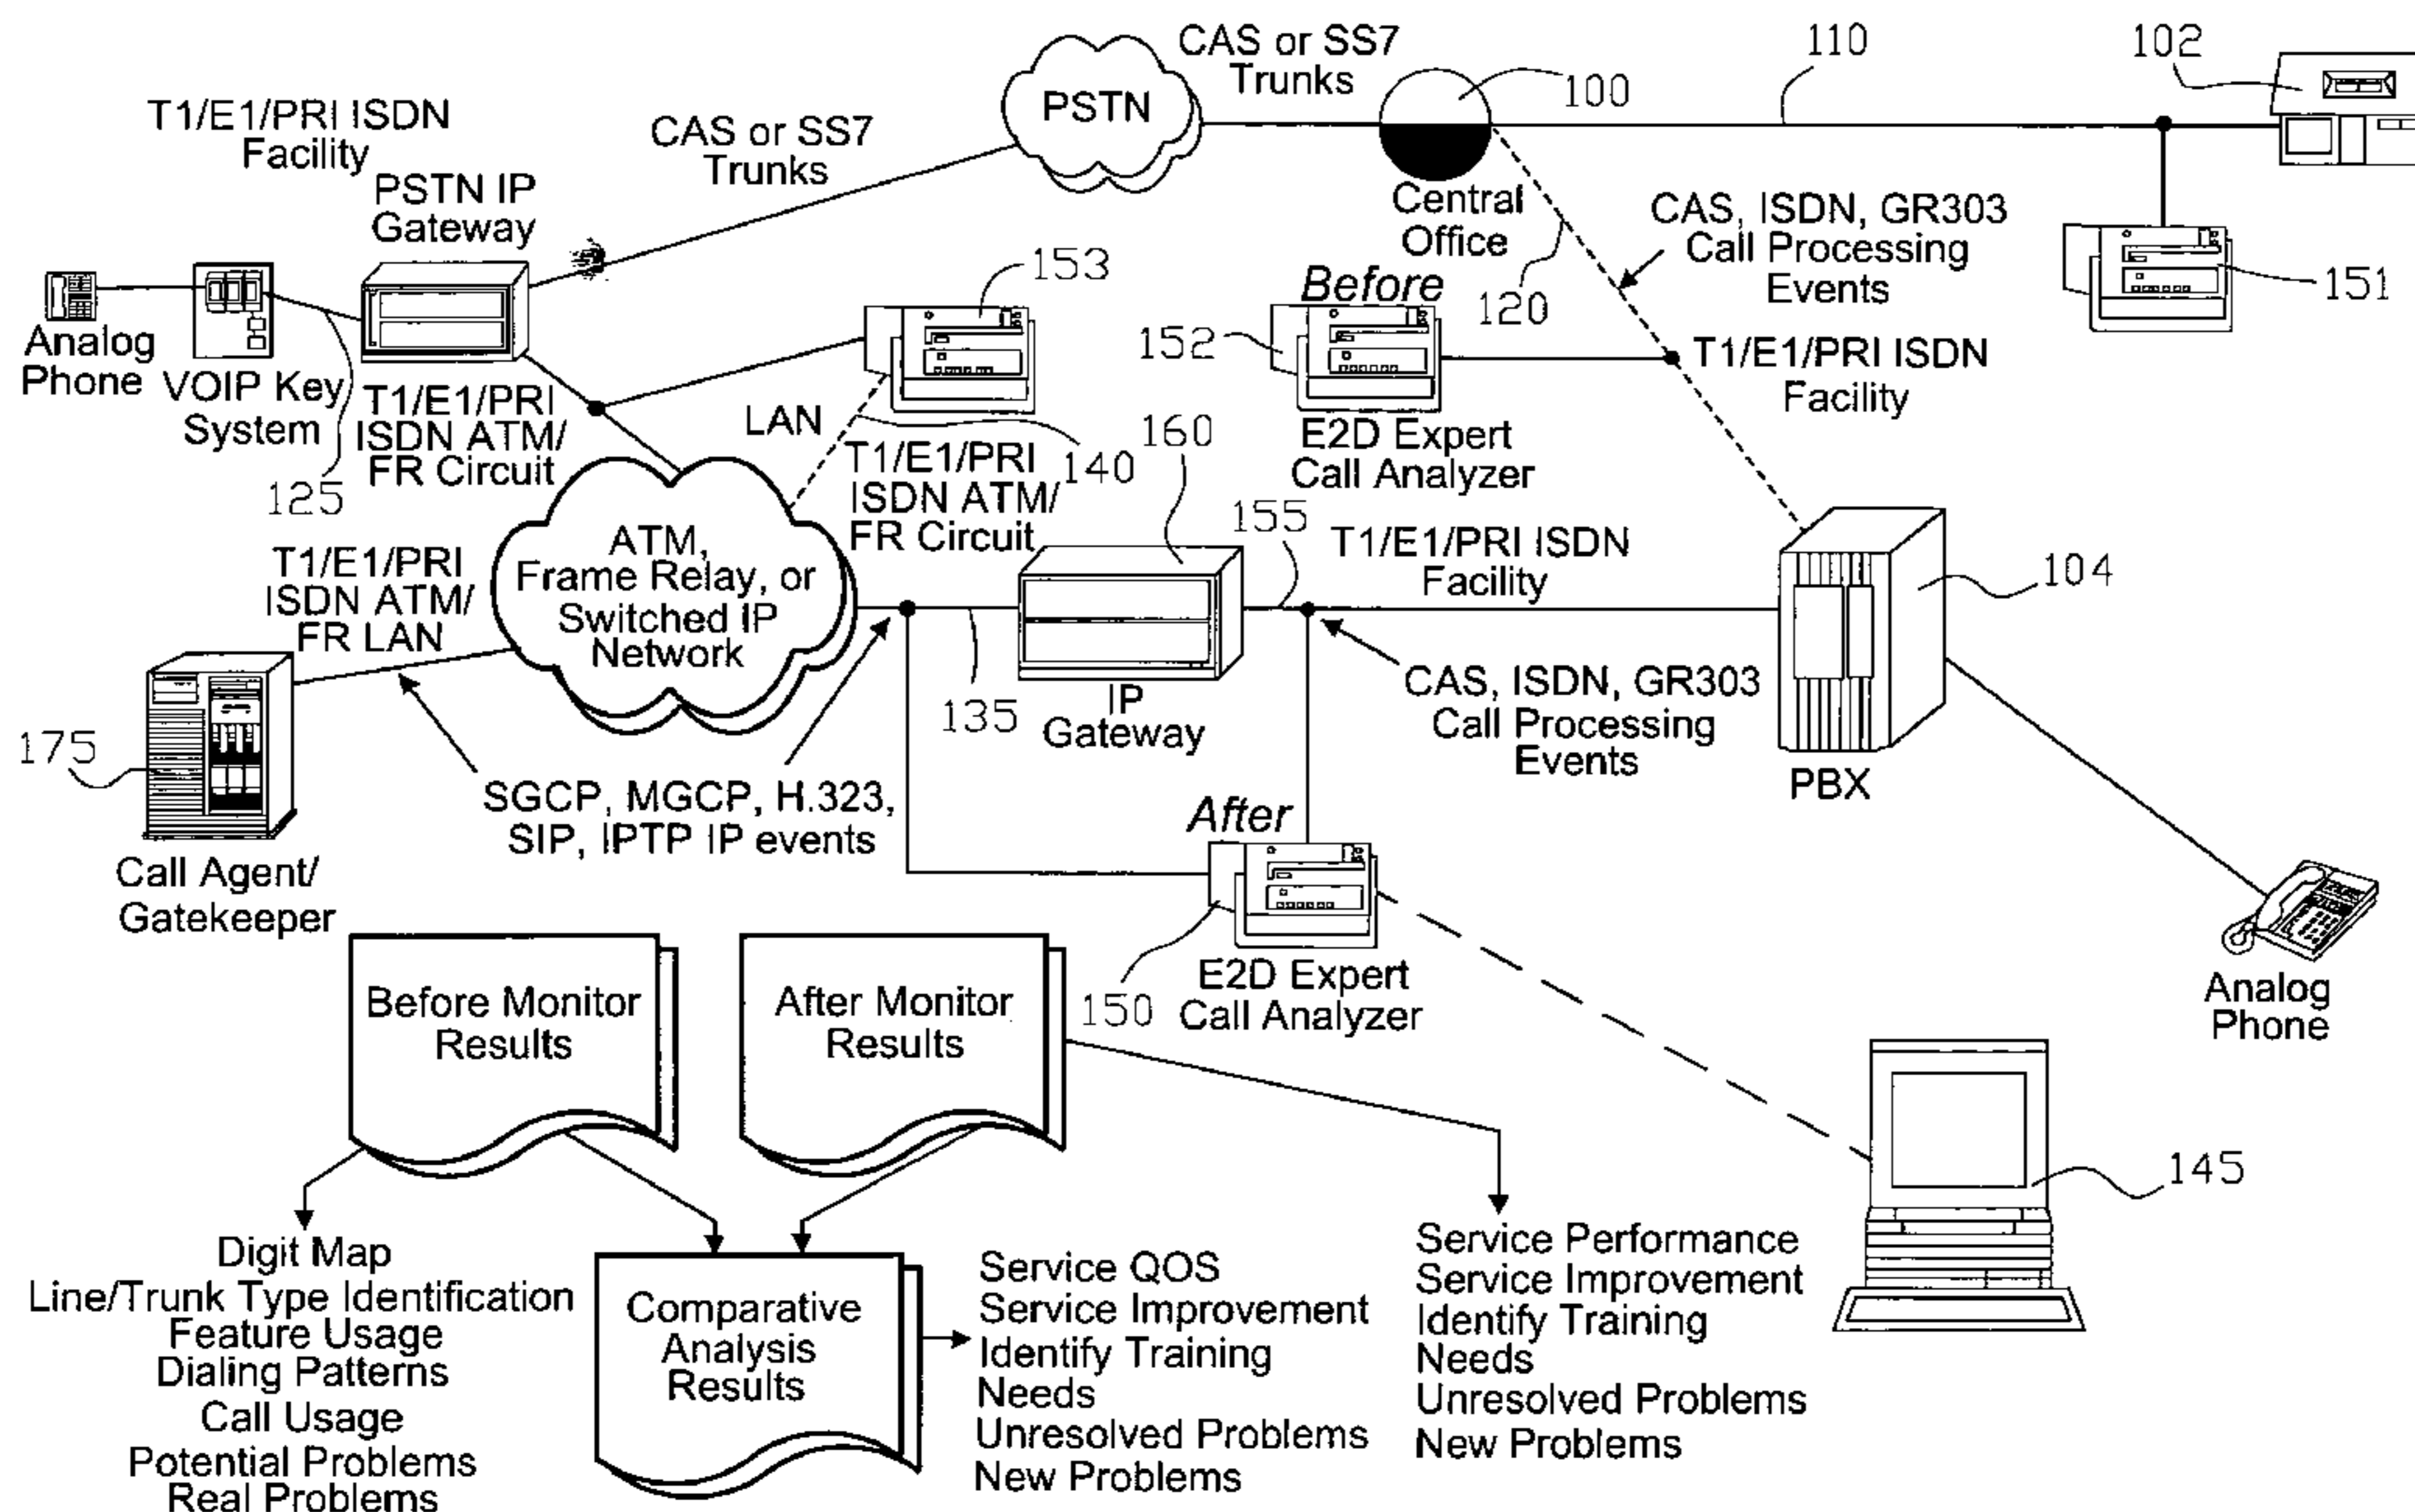 CAS or SS7
Trunks
110
102
PSTN
100
T1/E1/PRI ISDN
Facility
CAS or SS7
Trunks
PSTN IP
Gateway
Central
Office
CAS, ISDN, GR303
Call Processing
Events
153
Before
120
151
152
Analog
Phone
VOIP Key
System
T1/E1/PRI
ISDN ATM/
FR Circuit
125
LAN
140
T1/E1/PRI
ISDN ATM/
FR Circuit
160
E2D Expert
Call Analyzer
T1/E1/PRI ISDN
Facility
155
T1/E1/PRI ISDN
Facility
104
ATM,
Frame Relay, or
Switched IP
Network
T1/E1/PRI
ISDN ATM/
FR LAN
135
IP
Gateway
CAS, ISDN, GR303
Call Processing
Events
PBX
175
SGCP, MGCP, H.323,
SIP, IPTP IP events
After
Call Agent/
Gatekeeper
150
E2D Expert
Call Analyzer
Analog
Phone
Before Monitor
Results
After Monitor
Results
145
Digit Map
Line/Trunk Type Identification
Feature Usage
Dialing Patterns
Call Usage
Potential Problems
Real Problems
Comparative
Analysis
Results
Service QOS
Service Improvement
Identify Training
Needs
Unresolved Problems
New Problems
Service Performance
Service Improvement
Identify Training
Needs
Unresolved Problems
New Problems